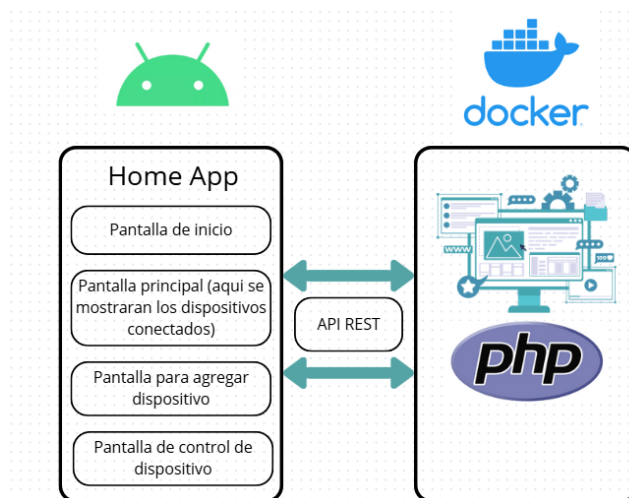 docker
Home App
Pantalla de inicio
Pantalla principal (aqui se
mostraran los dispositivos
conectados)
Pantalla para agregar
dispositivo
Pantalla de control de
dispositivo
API REST
WWW
php